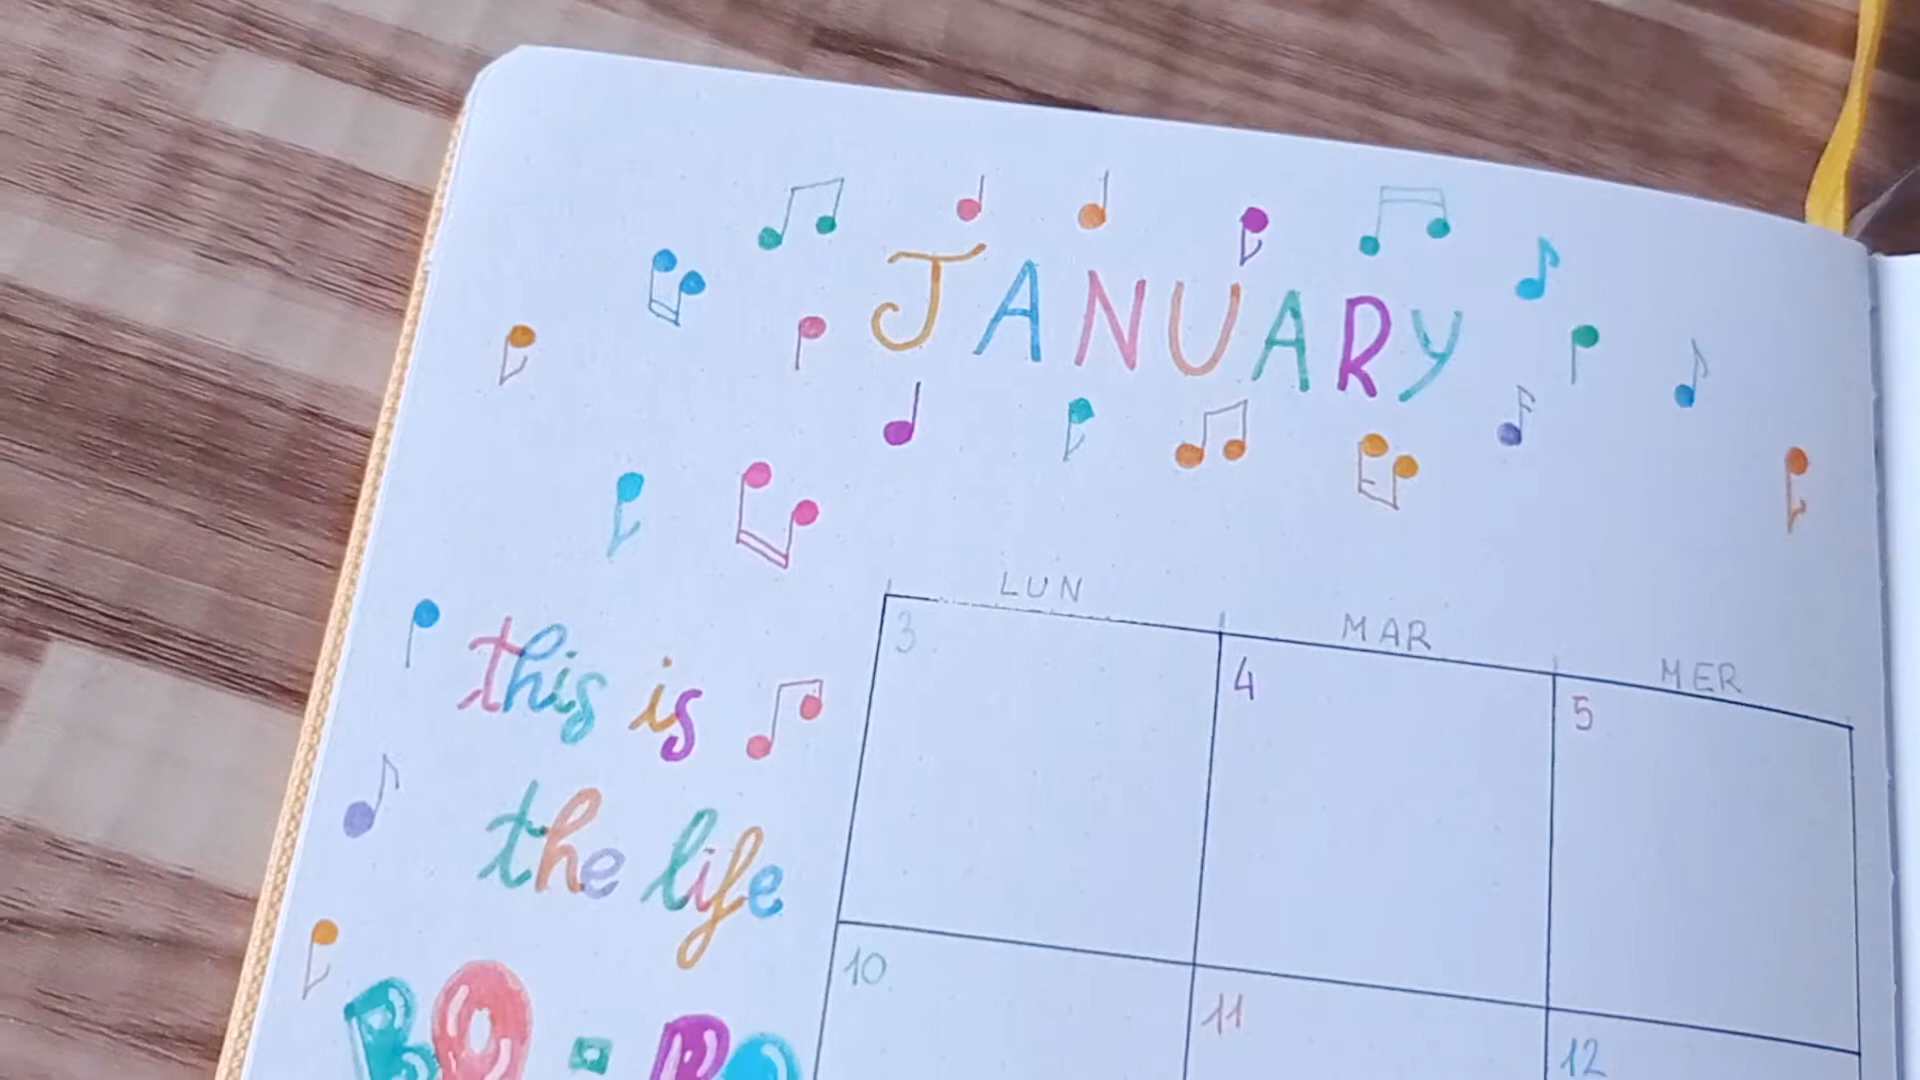 JANUARY
LUN MAR MER
3 4 5
this is
the life
10 11 12